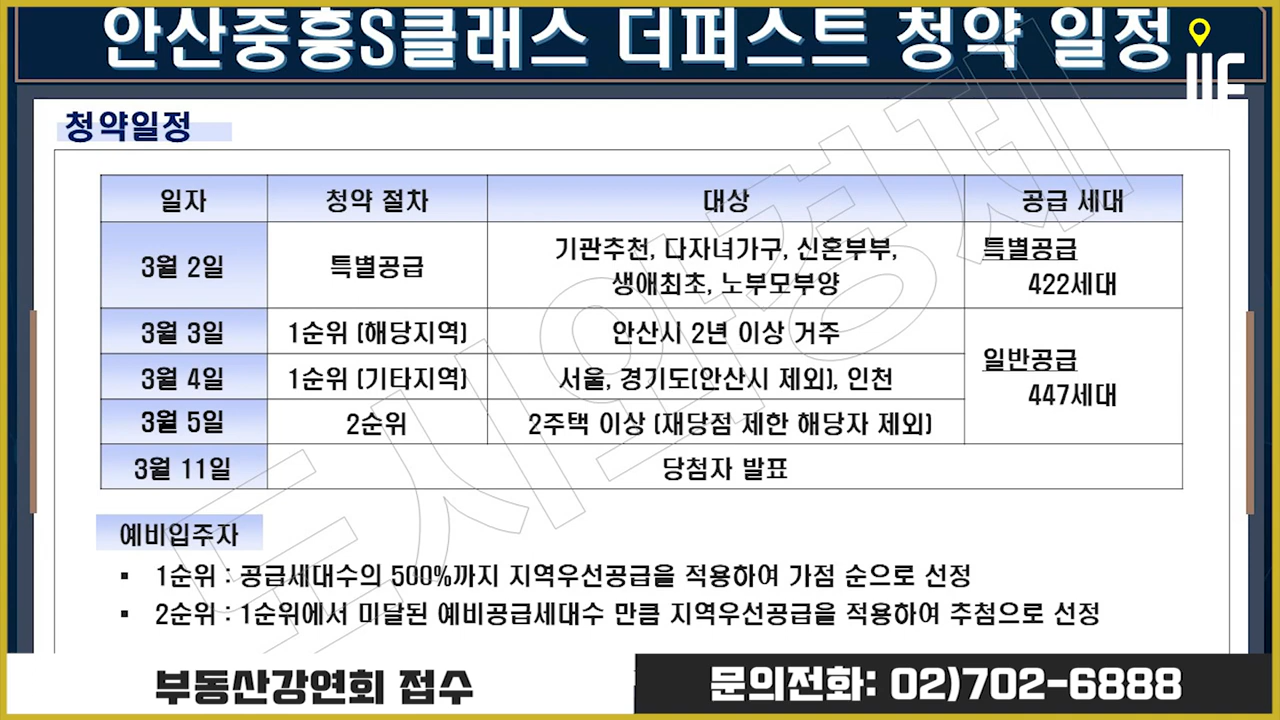 안산중흥S클래스 더퍼스트 청약 일정
청약일정
일자 청약 절차 대상 공급 세대
3월 2일 특별공급 기관추천, 다자녀가구, 신혼부부,
생애최초, 노부모부양
특별공급
422세대
3월 3일 1순위 (해당지역) 안산시 2년 이상 거주
3월 4일 1순위 (기타지역) 서울, 경기도(안산시 제외), 인천
3월 5일 2순위 2주택 이상 (재당점 제한 해당자 제외)
일반공급
447세대
3월 11일 당첨자 발표
예비입주자
▪ 1순위 : 공급세대수의 500%까지 지역우선공급을 적용하여 가점 순으로 선정
▪ 2순위 : 1순위에서 미달된 예비공급세대수 만큼 지역우선공급을 적용하여 추첨으로 선정
도시와경제
부동산강연회 접수
문의전화: 02)702-6888